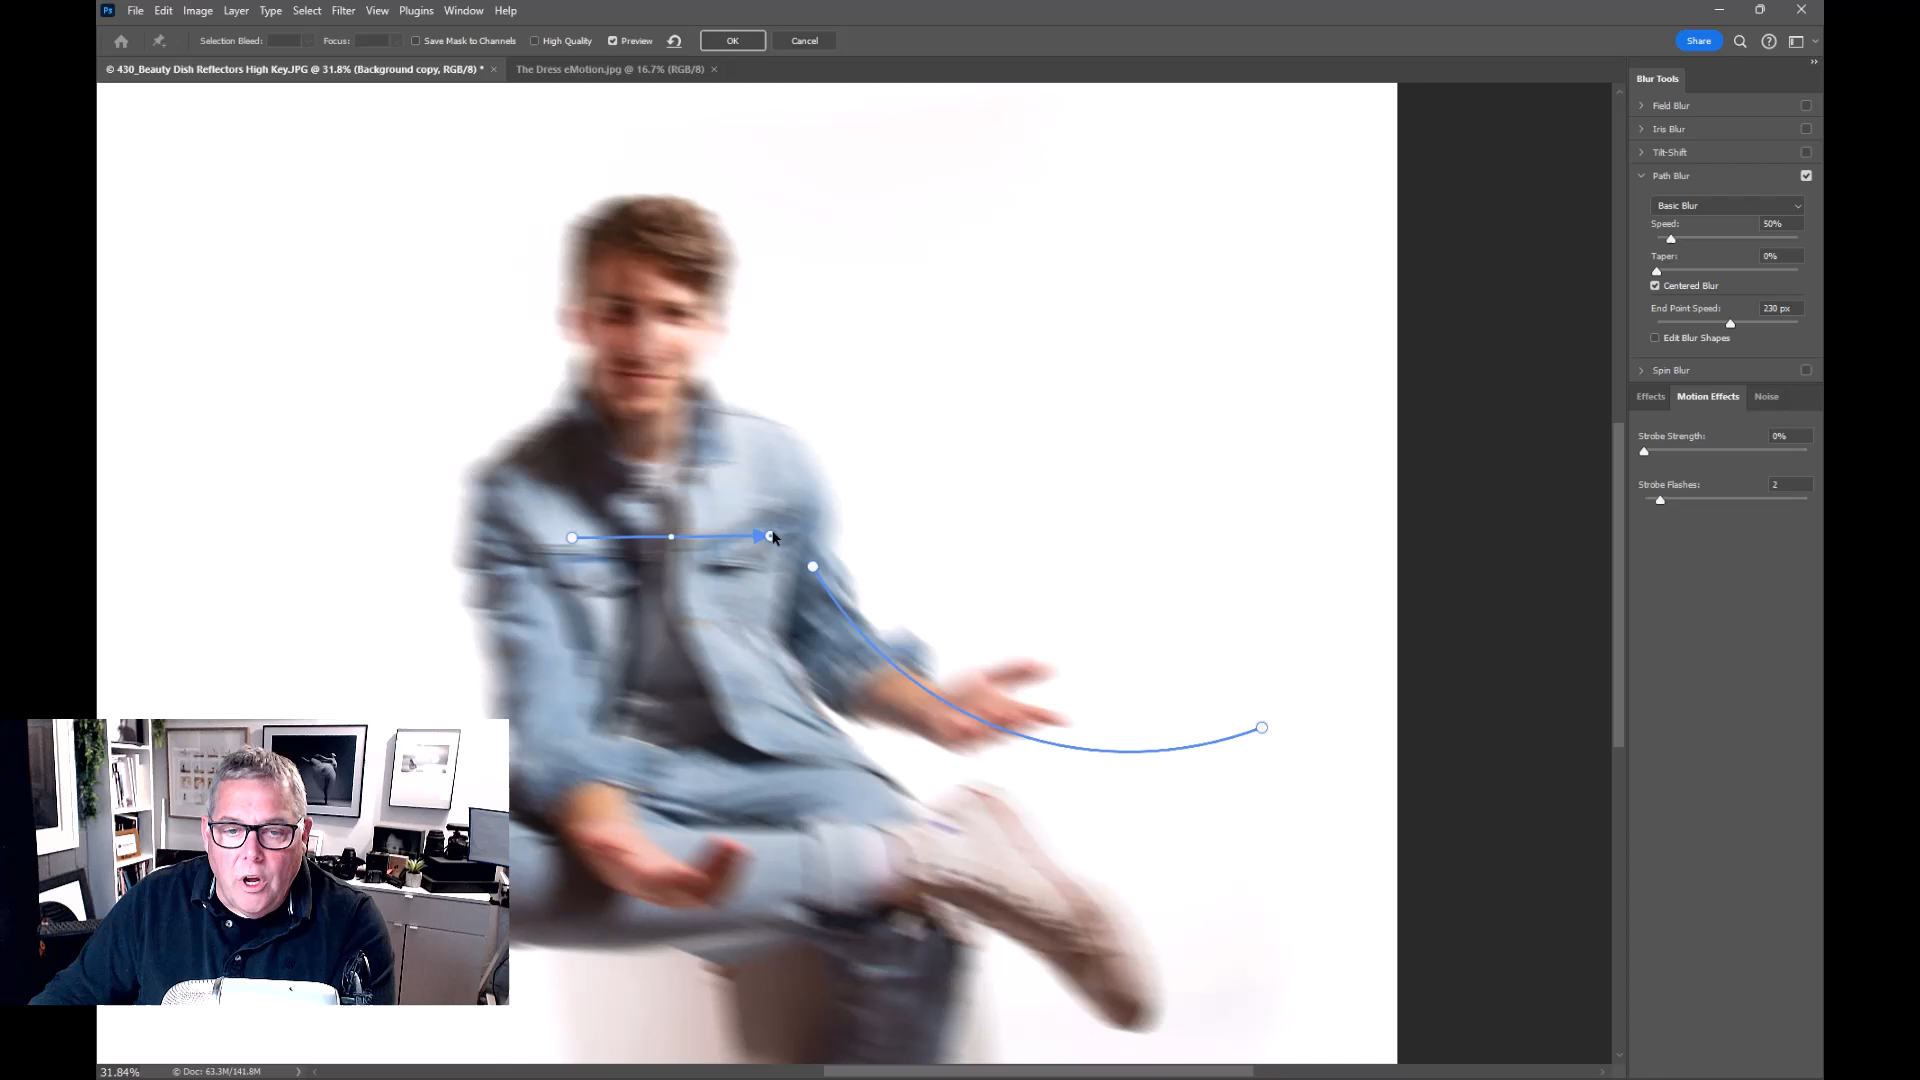 Ps File Edit Image Layer Type Select Filter View Plugins Window Help
Selection Bleed: Focus: Save Mask to Channels High Quality Preview OK Cancel Share
© 430_Beauty Dish Reflectors High Key.JPG @ 31.8% (Background copy, RGB/8) * × The Dress eMotion.jpg @ 16.7% (RGB/8) ×
Blur Tools
Field Blur
Iris Blur
Tilt-Shift
Path Blur
Basic Blur
Speed: 50%
Taper: 0%
Centered Blur
End Point Speed: 230 px
Edit Blur Shapes
Spin Blur
Effects Motion Effects Noise
Strobe Strength: 0%
Strobe Flashes: 2
31.84% © Doc: 63.3M/141.8M